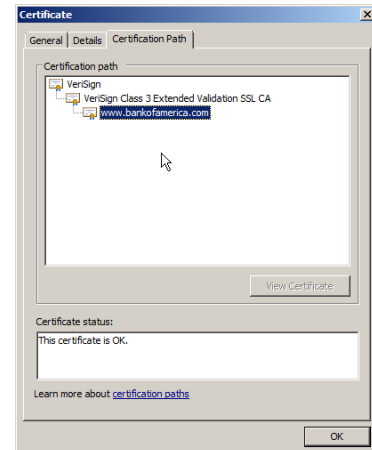 Certificate
General Details Certification Path
Certification path
VeriSign
VeriSign Class 3 Extended Validation SSL CA
www.bankofamerica.com
View Certificate
Certificate status:
This certificate is OK.
Learn more about certification paths
OK